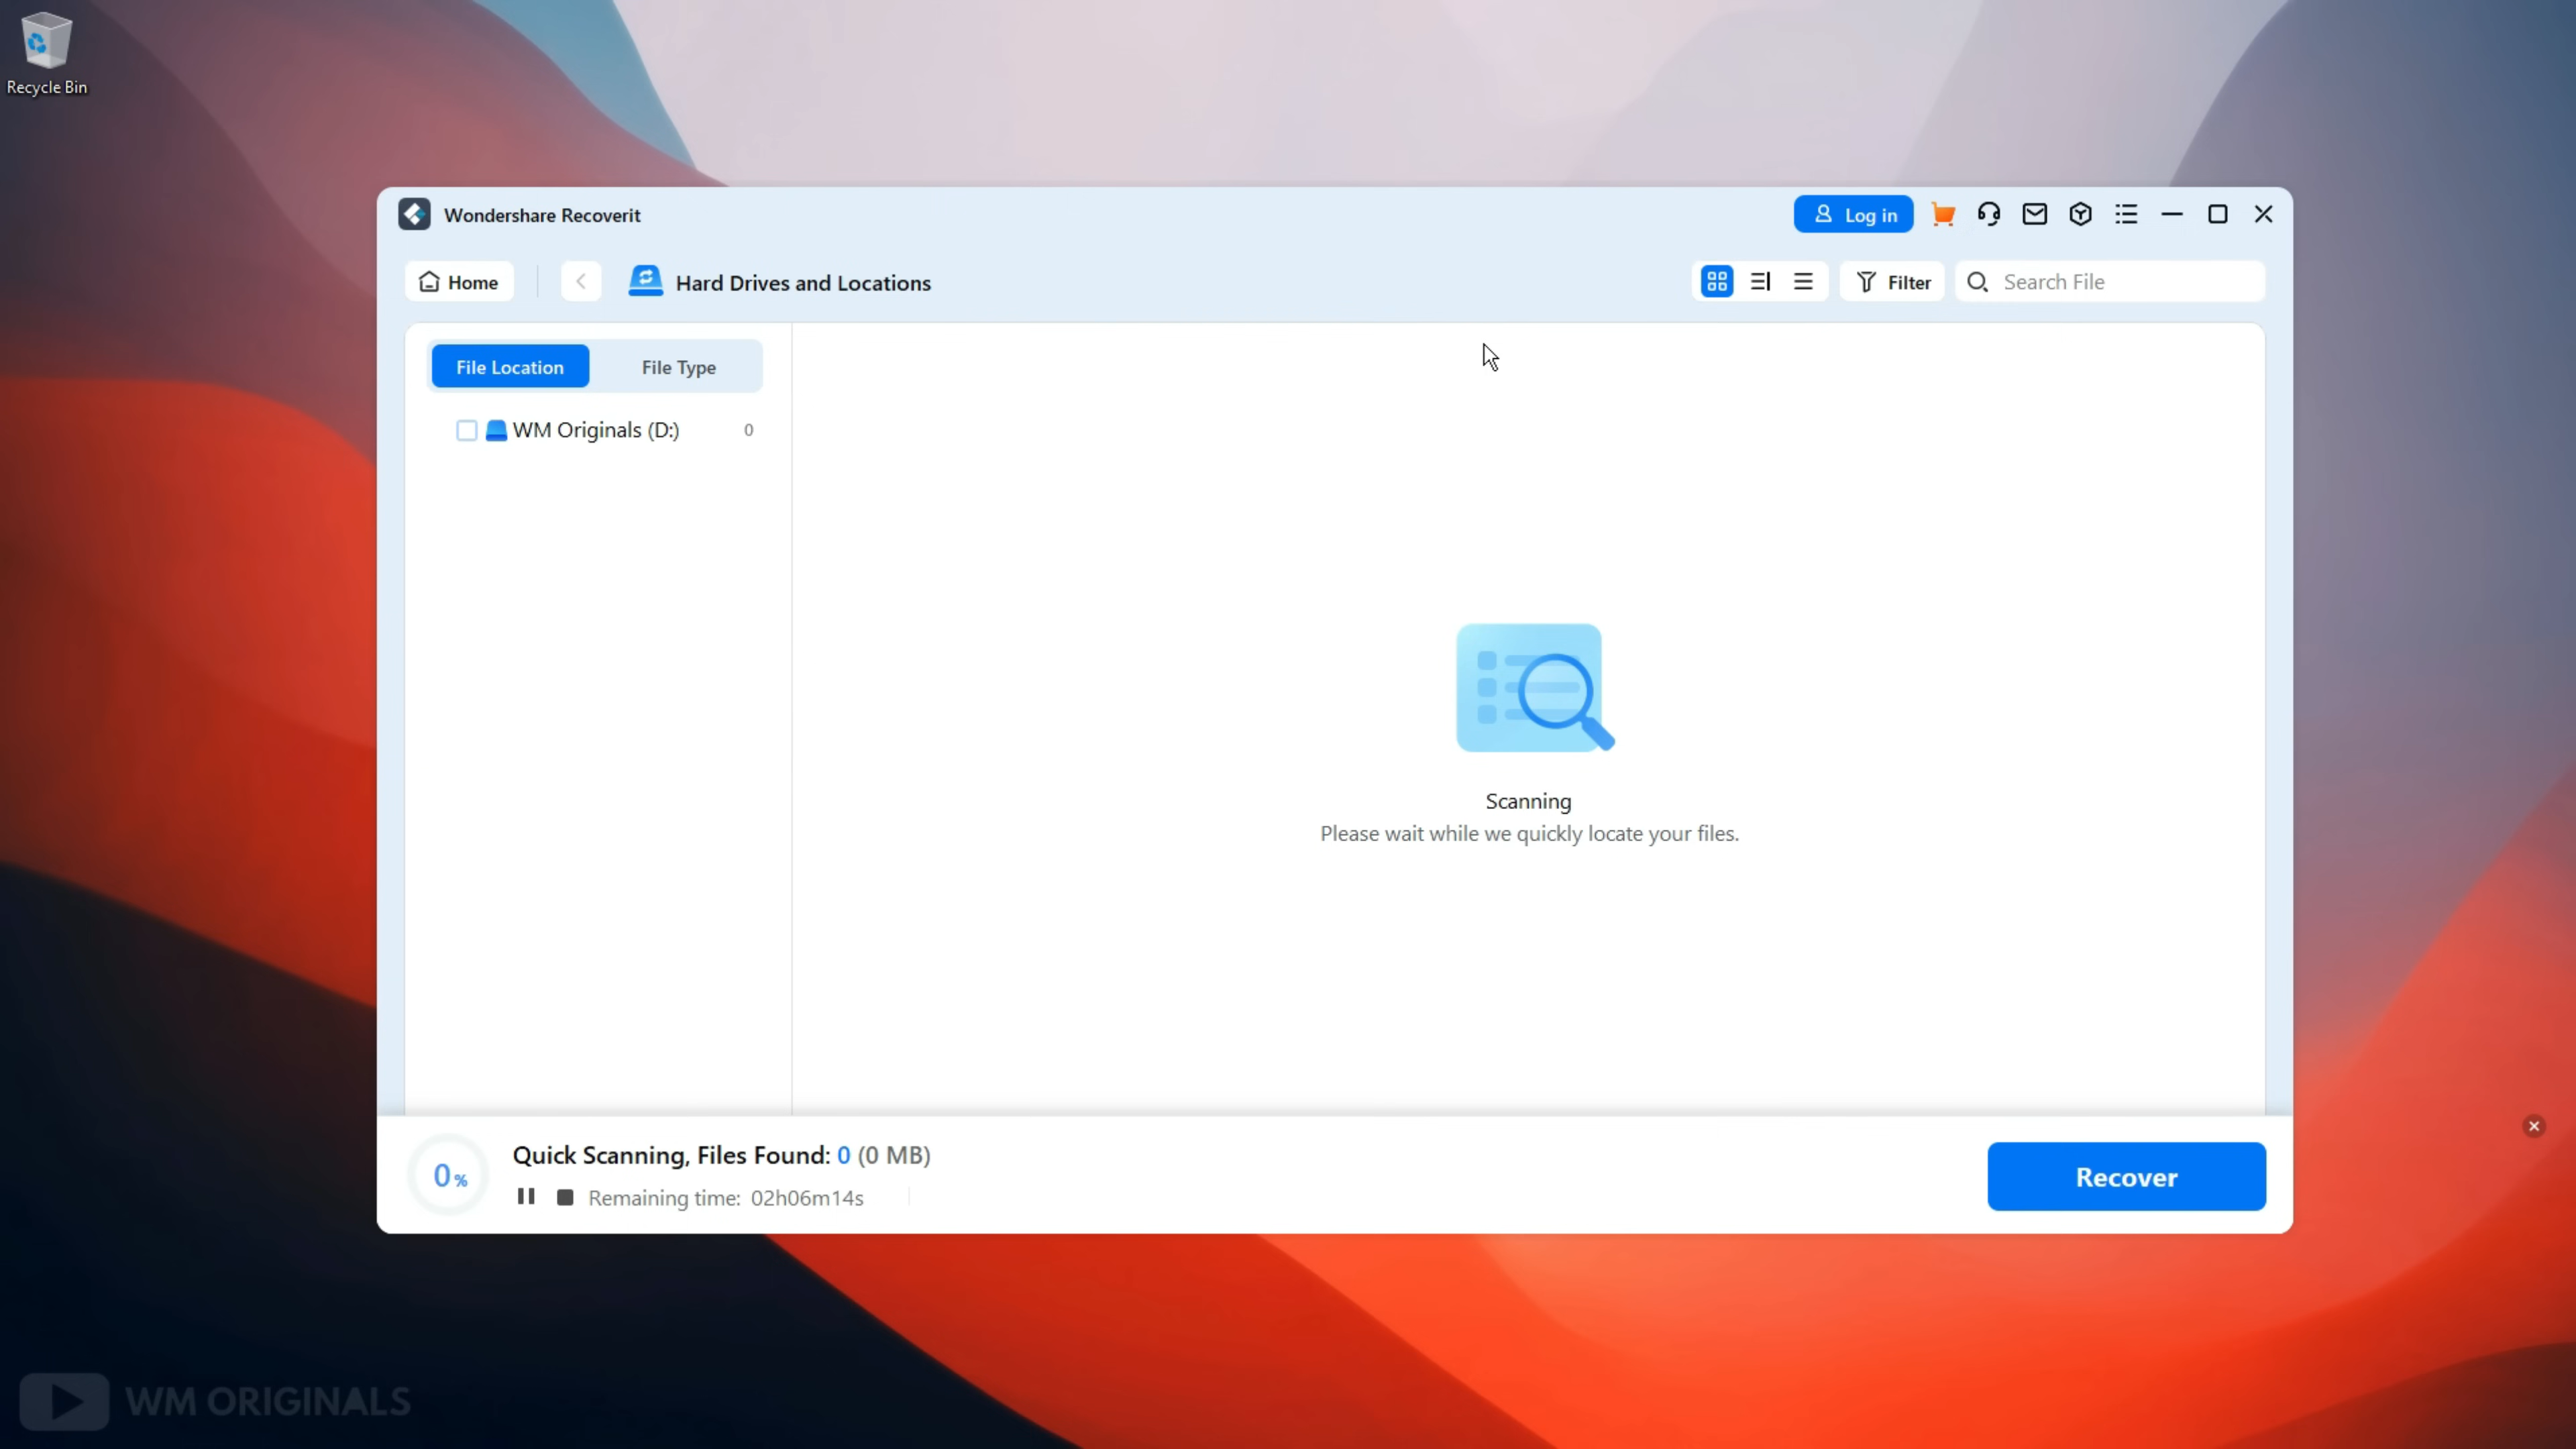 Recycle Bin
Wondershare Recoverit
Log in
Home
Hard Drives and Locations
Filter
Search File
File Location
File Type
WM Originals (D:)
0
Scanning
Please wait while we quickly locate your files.
0%
Quick Scanning, Files Found: 0 (0 MB)
Remaining time: 02h06m14s
Recover
WM ORIGINALS